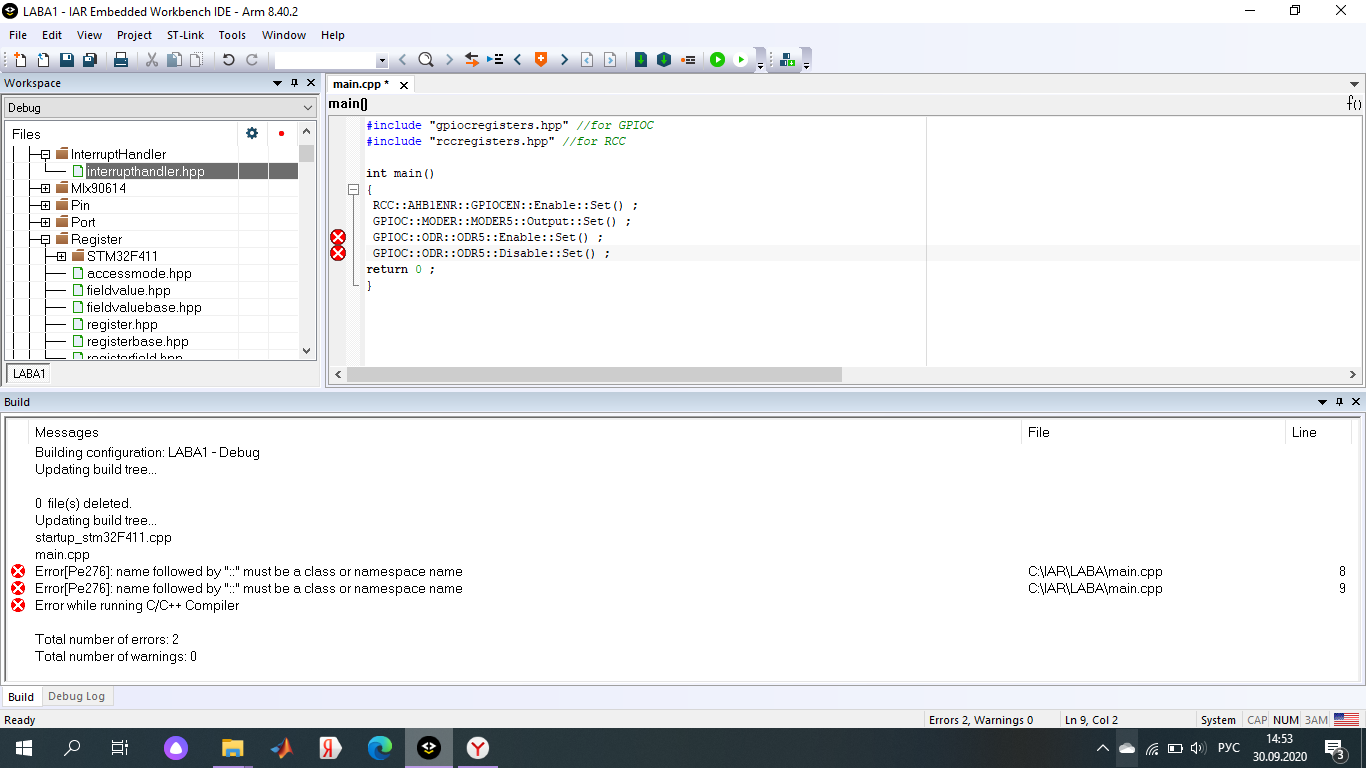 LABA1 - IAR Embedded Workbench IDE - Arm 8.40.2
File Edit View Project ST-Link Tools Window Help
Workspace
Debug
Files
InterruptHandler
interrupthandler.hpp
Mlx90614
Pin
Port
Register
STM32F411
accessmode.hpp
fieldvalue.hpp
fieldvaluebase.hpp
register.hpp
registerbase.hpp
registerfield.hpp
LABA1
main.cpp *
main()
f()
#include "gpiocregisters.hpp" //for GPIOC
#include "rccregisters.hpp" //for RCC
int main()
{
RCC::AHB1ENR::GPIOCEN::Enable::Set() ;
GPIOC::MODER::MODER5::Output::Set() ;
GPIOC::ODR::ODR5::Enable::Set() ;
GPIOC::ODR::ODR5::Disable::Set() ;
return 0 ;
}
Build
Messages File Line
Building configuration: LABA1 - Debug
Updating build tree...
0 file(s) deleted.
Updating build tree...
startup_stm32F411.cpp
main.cpp
Error[Pe276]: name followed by "::" must be a class or namespace name C:\IAR\LABA\main.cpp 8
Error[Pe276]: name followed by "::" must be a class or namespace name C:\IAR\LABA\main.cpp 9
Error while running C/C++ Compiler
Total number of errors: 2
Total number of warnings: 0
Build Debug Log
Ready Errors 2, Warnings 0 Ln 9, Col 2 System CAP NUM ЗАМ
РУС 14:53
30.09.2020 3